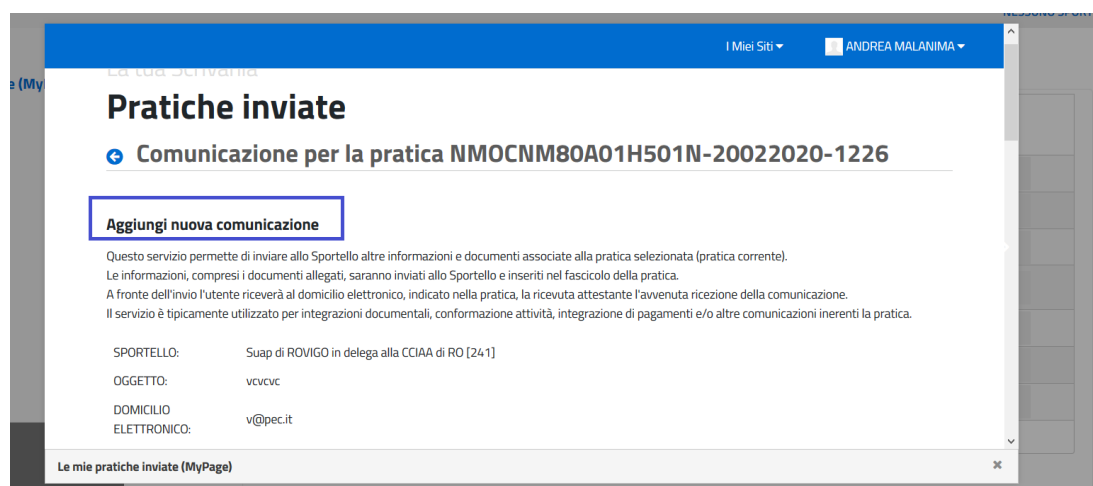 I Miei Siti
ANDREA MALANIMA
e (My
La tua Scrivania
Pratiche inviate
Comunicazione per la pratica NMOCNM80A01H501N-20022020-1226
Aggiungi nuova comunicazione
Questo servizio permette di inviare allo Sportello altre informazioni e documenti associate alla pratica selezionata (pratica corrente).
Le informazioni, compresi i documenti allegati, saranno inviati allo Sportello e inseriti nel fascicolo della pratica.
A fronte dell'invio l'utente riceverà al domicilio elettronico, indicato nella pratica, la ricevuta attestante l'avvenuta ricezione della comunicazione.
Il servizio è tipicamente utilizzato per integrazioni documentali, conformazione attività, integrazione di pagamenti e/o altre comunicazioni inerenti la pratica.
SPORTELLO: Suap di ROVIGO in delega alla CCIAA di RO [241]
OGGETTO: vcvcvc
DOMICILIO
ELETTRONICO: v@pec.it
Le mie pratiche inviate (MyPage)